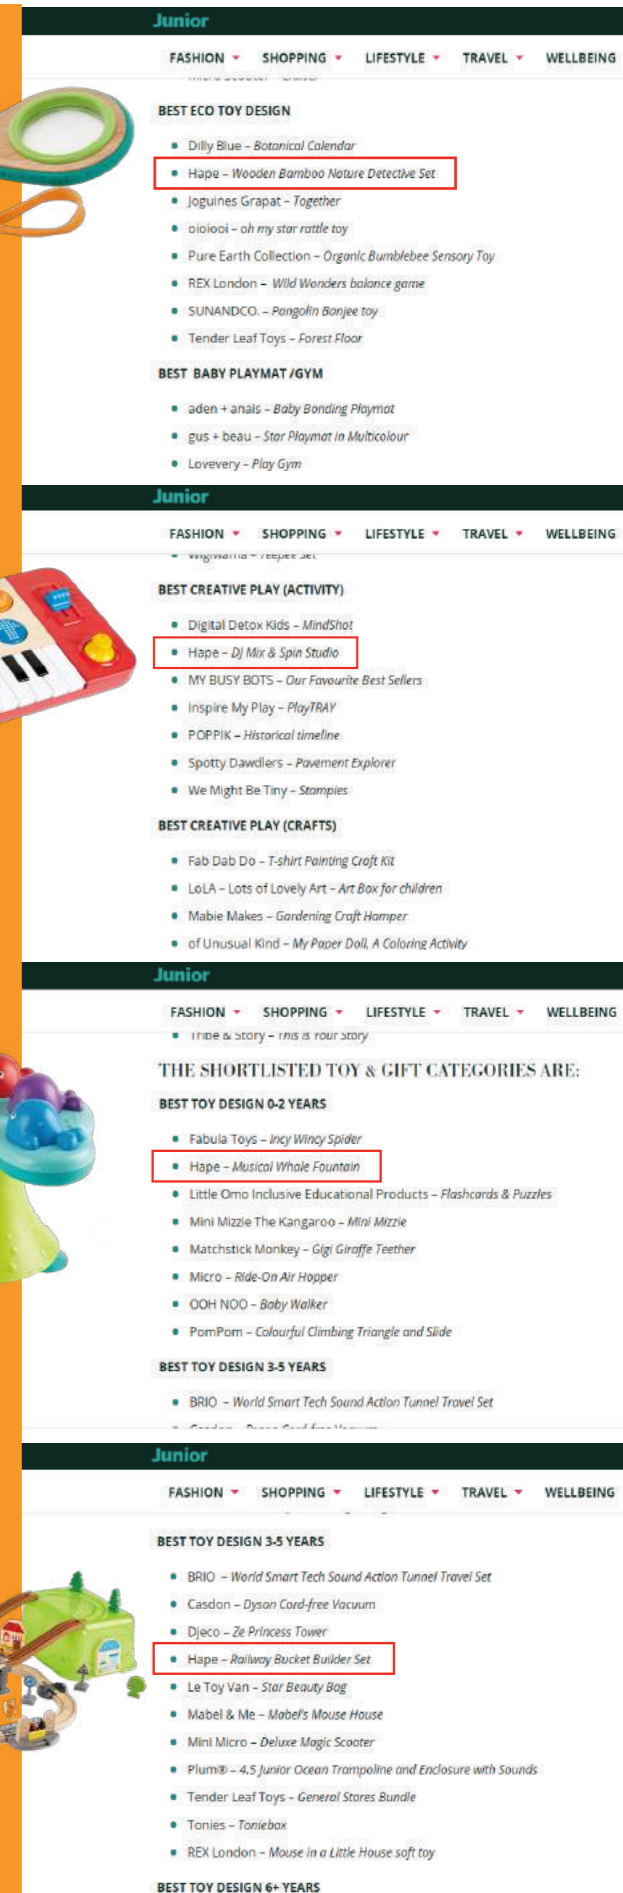 Junior
FASHION SHOPPING LIFESTYLE TRAVEL WELLBEING
BEST ECO TOY DESIGN
Dilly Blue – Botanical Calendar
Hape – Wooden Bamboo Nature Detective Set
Joguines Grapat – Together
oioiooi – oh my star rattle toy
Pure Earth Collection – Organic Bumblebee Sensory Toy
REX London – Wild Wonders balance game
SUNANDCO. – Pangolin Banjee toy
Tender Leaf Toys – Forest Floor
BEST BABY PLAYMAT /GYM
aden + anais – Baby Bonding Playmat
gus + beau – Star Playmat in Multicolour
Lovevery – Play Gym
Junior
FASHION SHOPPING LIFESTYLE TRAVEL WELLBEING
BEST CREATIVE PLAY (ACTIVITY)
Digital Detox Kids – MindShot
Hape – DJ Mix & Spin Studio
MY BUSY BOTS – Our Favourite Best Sellers
Inspire My Play – PlayTRAY
POPPIK – Historical timeline
Spotty Dawdlers – Pavement Explorer
We Might Be Tiny – Stampies
BEST CREATIVE PLAY (CRAFTS)
Fab Dab Do – T-shirt Painting Craft Kit
LoLA – Lots of Lovely Art – Art Box for children
Mabie Makes – Gardening Craft Hamper
of Unusual Kind – My Paper Doll, A Coloring Activity
Junior
FASHION SHOPPING LIFESTYLE TRAVEL WELLBEING
Tribe & Story – This is Your Story
THE SHORTLISTED TOY & GIFT CATEGORIES ARE:
BEST TOY DESIGN 0-2 YEARS
Fabula Toys – Incy Wincy Spider
Hape – Musical Whale Fountain
Little Omo Inclusive Educational Products – Flashcards & Puzzles
Mini Mizzie The Kangaroo – Mini Mizzie
Matchstick Monkey – Gigi Giraffe Teether
Micro – Ride-On Air Hopper
OOH NOO – Baby Walker
PomPom – Colourful Climbing Triangle and Slide
BEST TOY DESIGN 3-5 YEARS
BRIO – World Smart Tech Sound Action Tunnel Travel Set
Junior
FASHION SHOPPING LIFESTYLE TRAVEL WELLBEING
BEST TOY DESIGN 3-5 YEARS
BRIO – World Smart Tech Sound Action Tunnel Travel Set
Casdon – Dyson Cord-free Vacuum
Djeco – Ze Princess Tower
Hape – Railway Bucket Builder Set
Le Toy Van – Star Beauty Bag
Mabel & Me – Mabel's Mouse House
Mini Micro – Deluxe Magic Scooter
Plum® – 4.5 Junior Ocean Trampoline and Enclosure with Sounds
Tender Leaf Toys – General Stores Bundle
Tonies – Toniebox
REX London – Mouse in a Little House soft toy
BEST TOY DESIGN 6+ YEARS